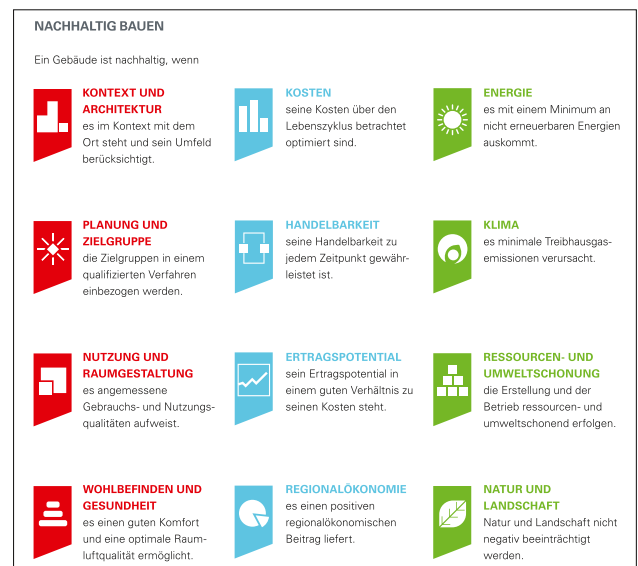 NACHHALTIG BAUEN
Ein Gebäude ist nachhaltig, wenn
KONTEXT UND
ARCHITEKTUR
es im Kontext mit dem
Ort steht und sein Umfeld
berücksichtigt.
KOSTEN
seine Kosten über den
Lebenszyklus betrachtet
optimiert sind.
ENERGIE
es mit einem Minimum an
nicht erneuerbaren Energien
auskommt.
PLANUNG UND
ZIELGRUPPE
die Zielgruppen in einem
qualifizierten Verfahren
einbezogen werden.
HANDELBARKEIT
seine Handelbarkeit zu
jedem Zeitpunkt gewähr-
leistet ist.
KLIMA
es minimale Treibhausgas-
emissionen verursacht.
NUTZUNG UND
RAUMGESTALTUNG
es angemessene
Gebrauchs- und Nutzungs-
qualitäten aufweist.
ERTRAGSPOTENTIAL
sein Ertragspotential in
einem guten Verhältnis zu
seinen Kosten steht.
RESSOURCEN- UND
UMWELTSCHONUNG
die Erstellung und der
Betrieb ressourcen- und
umweltschonend erfolgen.
WOHLBEFINDEN UND
GESUNDHEIT
es einen guten Komfort
und eine optimale Raum-
luftqualität ermöglicht.
REGIONALÖKONOMIE
es einen positiven
regionalökonomischen
Beitrag liefert.
NATUR UND
LANDSCHAFT
Natur und Landschaft nicht
negativ beeinträchtigt
werden.